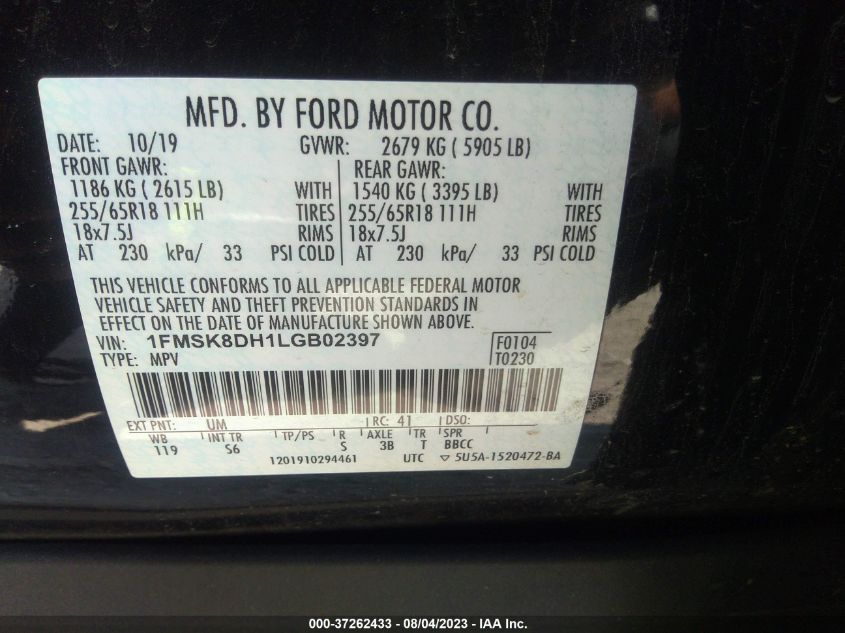 MFD. BY FORD MOTOR CO.
DATE: 10/19 GVWR: 2679 KG ( 5905 LB)
FRONT GAWR: REAR GAWR:
1186 KG ( 2615 LB) WITH 1540 KG ( 3395 LB) WITH
255/65R18 111H TIRES 255/65R18 111H TIRES
18x7.5J RIMS 18x7.5J RIMS
AT 230 kPa/ 33 PSI COLD AT 230 kPa/ 33 PSI COLD
THIS VEHICLE CONFORMS TO ALL APPLICABLE FEDERAL MOTOR
VEHICLE SAFETY AND THEFT PREVENTION STANDARDS IN
EFFECT ON THE DATE OF MANUFACTURE SHOWN ABOVE.
VIN: 1FMSK8DH1LGB02397 F0104
TYPE: MPV T0230
EXT PNT: UM RC: 41 DSO:
WB INT TR TP/PS R AXLE TR SPR
119 S6 S 3B T BBCC
1201910294461 UTC ▽ 5U5A-1520472-BA
000-37262433 - 08/04/2023 - IAA Inc.